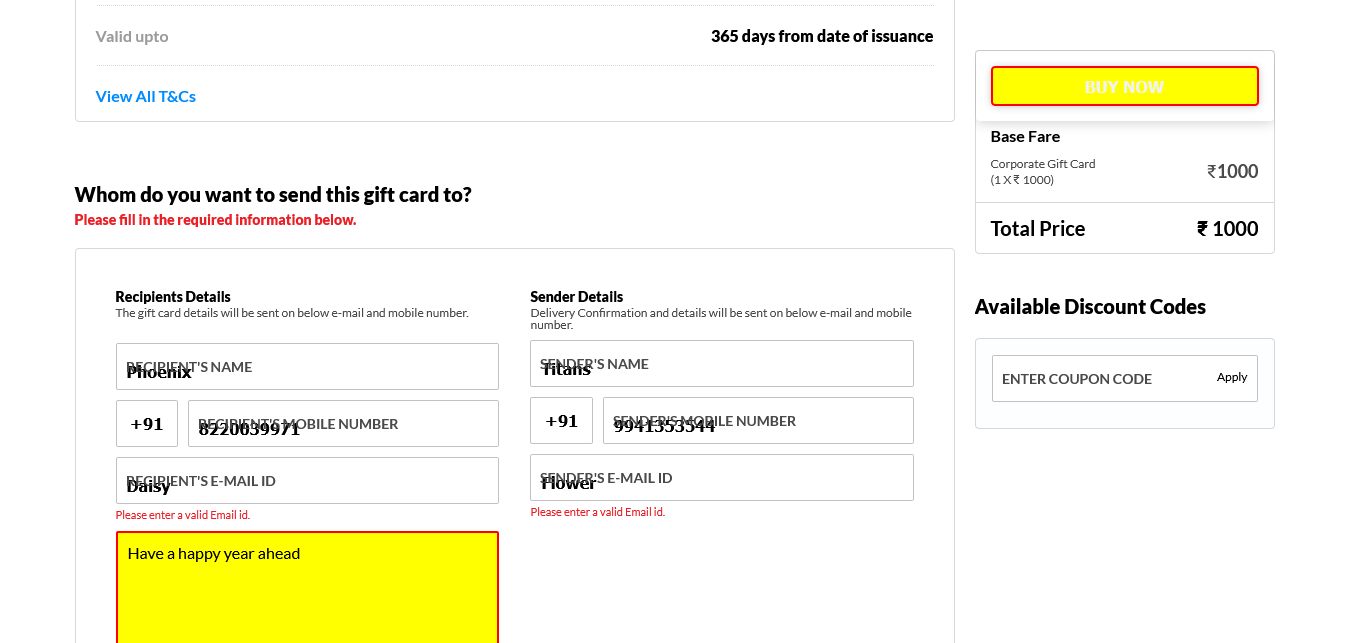 Valid upto
365 days from date of issuance
View All T&Cs
Whom do you want to send this gift card to?
Please fill in the required information below.
Recipients Details
The gift card details will be sent on below e-mail and mobile number.
RECIPIENT'S NAME
Phoenix
+91
RECIPIENT'S MOBILE NUMBER
8220039971
RECIPIENT'S E-MAIL ID
Daisy
Please enter a valid Email id.
Have a happy year ahead
Sender Details
Delivery Confirmation and details will be sent on below e-mail and mobile
number.
SENDER'S NAME
Titans
+91
SENDER'S MOBILE NUMBER
9941353544
SENDER'S E-MAIL ID
Flower
Please enter a valid Email id.
BUY NOW
Base Fare
Corporate Gift Card
(1 X ₹ 1000)
₹1000
Total Price
₹ 1000
Available Discount Codes
ENTER COUPON CODE
Apply